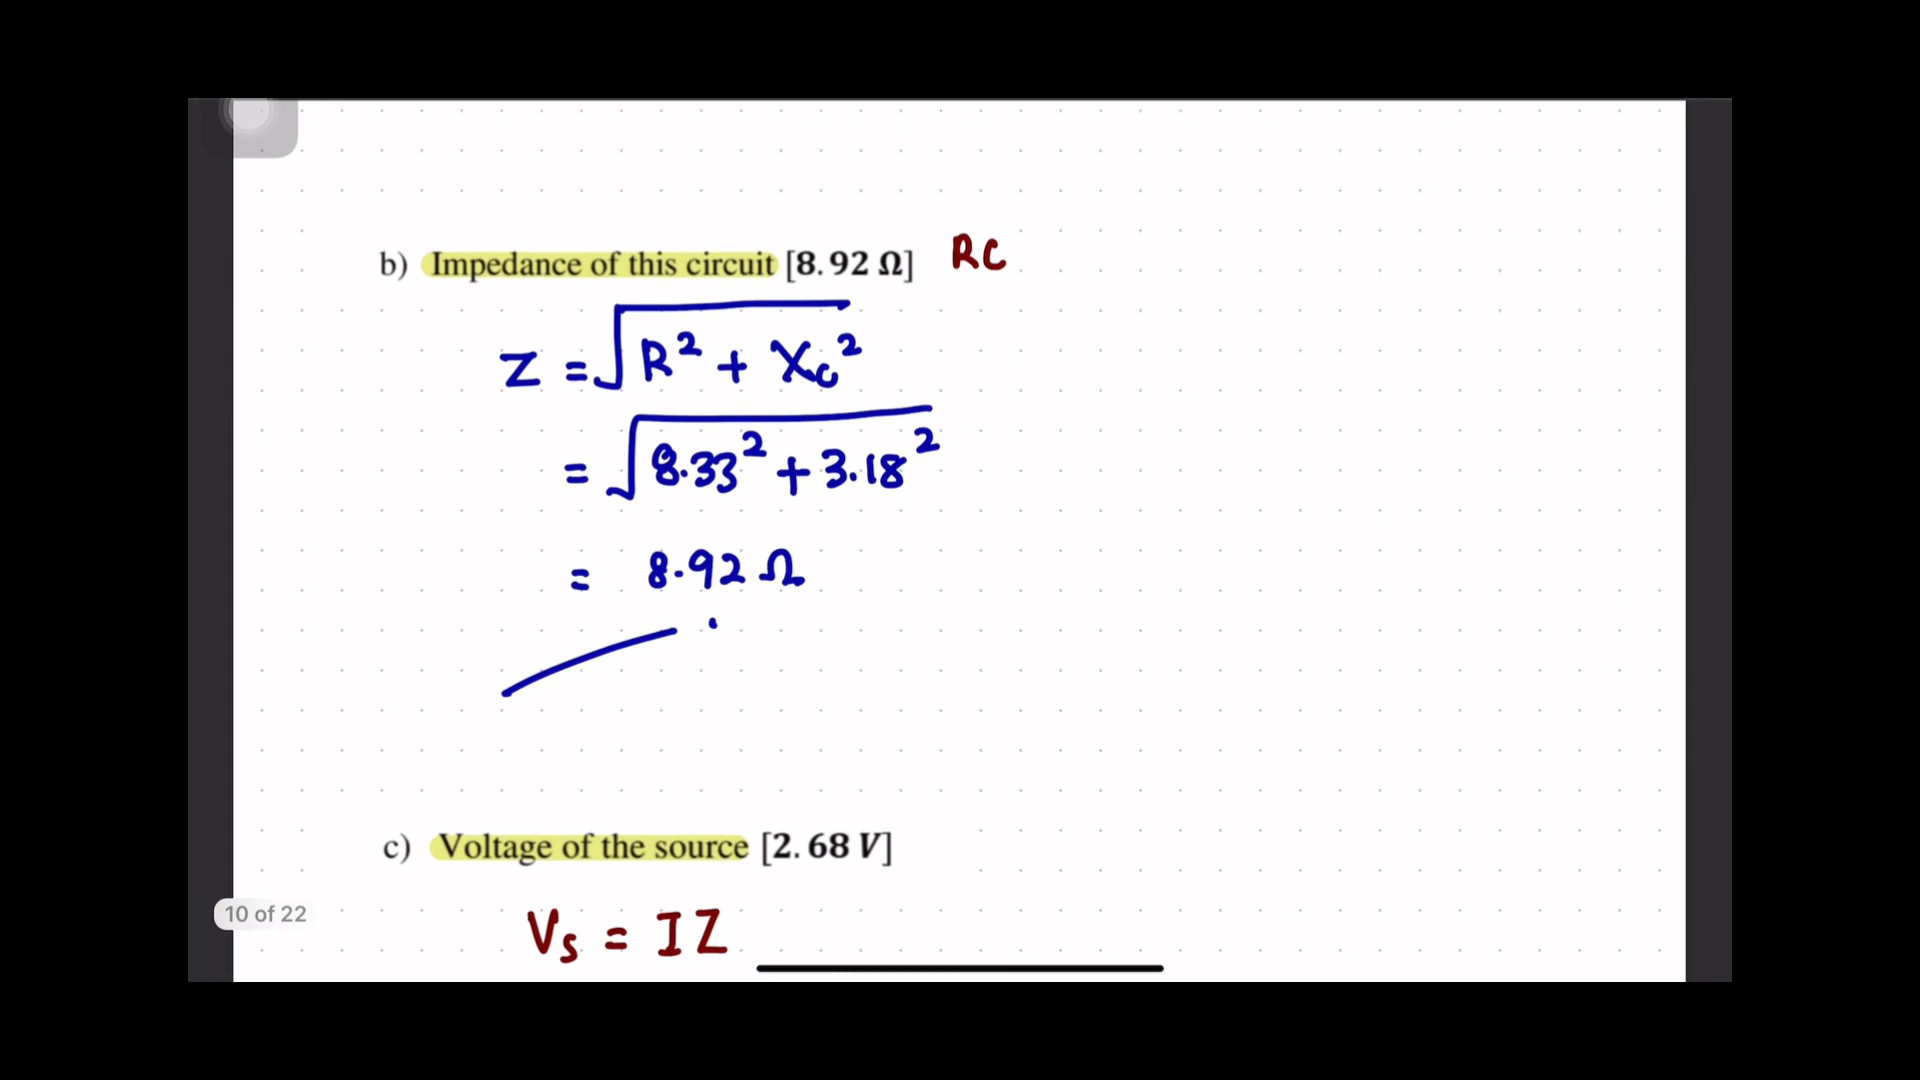 b) Impedance of this circuit [8.92 Ω] RC
Z = √R² + Xc²
= √8.33² + 3.18²
= 8.92 Ω
c) Voltage of the source [2.68 V]
10 of 22
Vs = IZ